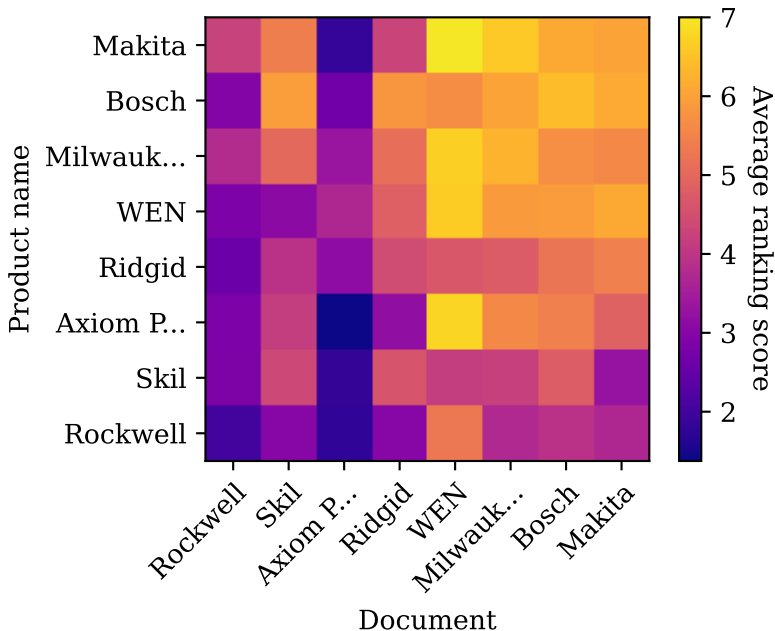 Product name
Makita
Bosch
Milwauk...
WEN
Ridgid
Axiom P...
Skil
Rockwell
Rockwell
Skil
Axiom P...
Ridgid
WEN
Milwauk...
Bosch
Makita
Document
7
6
5
4
3
2
Average ranking score